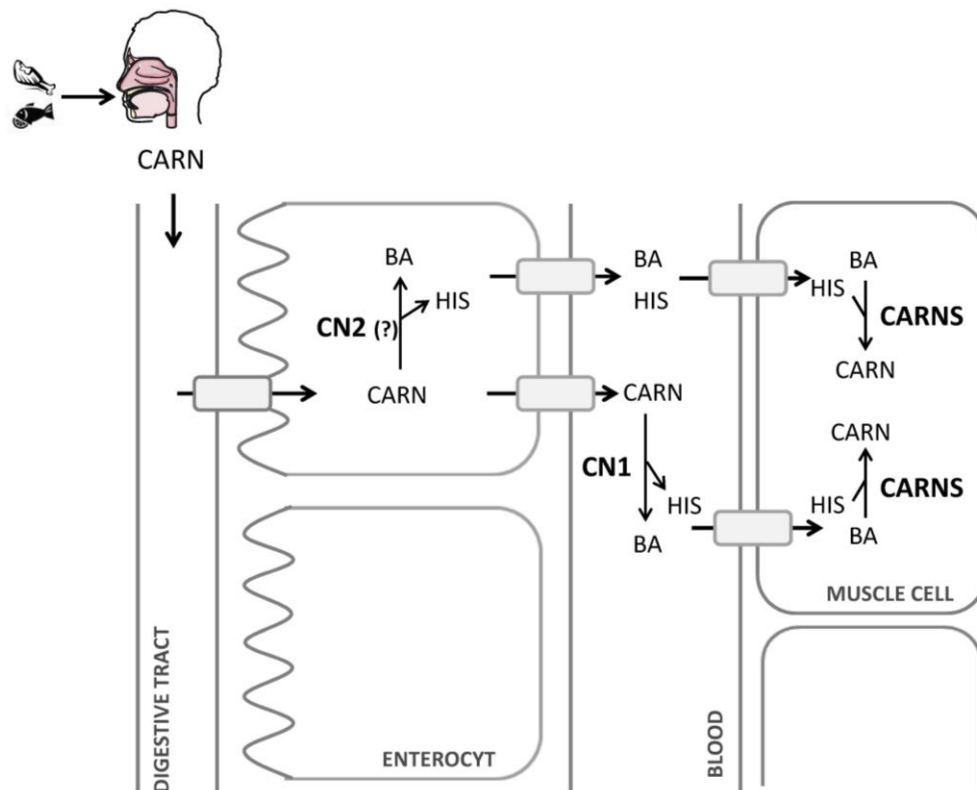 CARN
DIGESTIVE TRACT
BA
HIS
CN2 (?)
CARN
ENTEROCYT
BA
HIS
CARN
CN1
HIS
BA
BLOOD
BA
HIS
CARNS
CARN
CARN
CARNS
HIS
BA
MUSCLE CELL